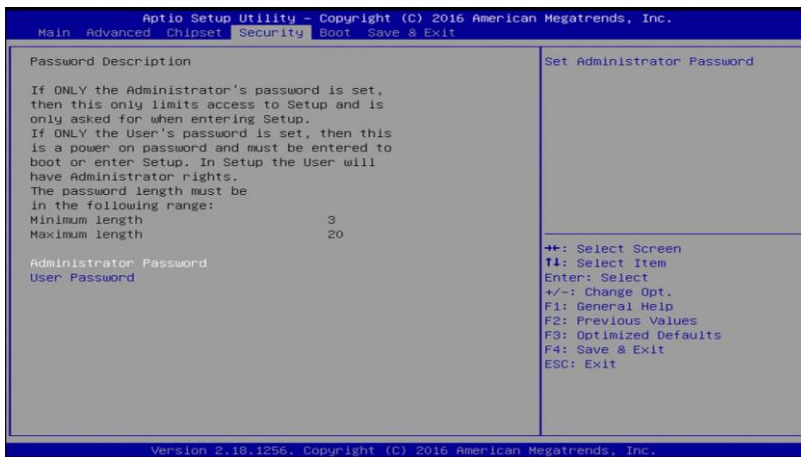 Aptio Setup Utility – Copyright (C) 2016 American Megatrends, Inc.
Main Advanced Chipset Security Boot Save & Exit
Password Description
If ONLY the Administrator's password is set,
then this only limits access to Setup and is
only asked for when entering Setup.
If ONLY the User's password is set, then this
is a power on password and must be entered to
boot or enter Setup. In Setup the User will
have Administrator rights.
The password length must be
in the following range:
Minimum length 3
Maximum length 20
Administrator Password
User Password
Set Administrator Password
→←: Select Screen
↑↓: Select Item
Enter: Select
+/-: Change Opt.
F1: General Help
F2: Previous Values
F3: Optimized Defaults
F4: Save & Exit
ESC: Exit
Version 2.18.1256. Copyright (C) 2016 American Megatrends, Inc.